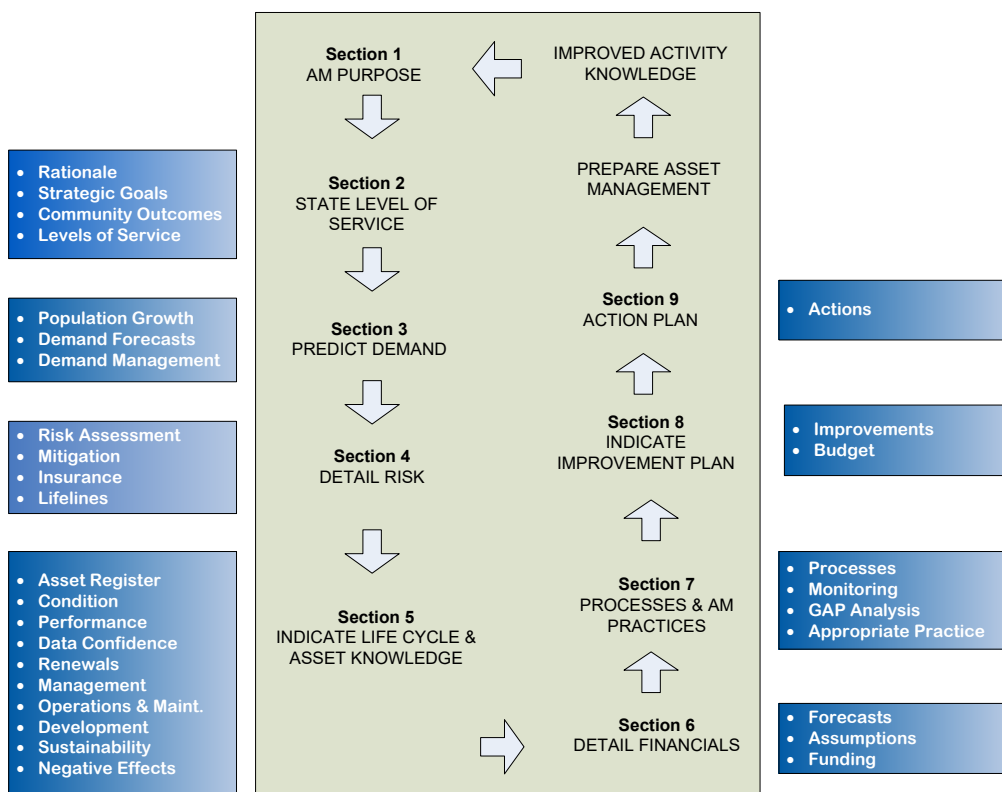 Section 1
AM PURPOSE
IMPROVED ACTIVITY
KNOWLEDGE
PREPARE ASSET
MANAGEMENT
• Rationale
• Strategic Goals
• Community Outcomes
• Levels of Service
Section 2
STATE LEVEL OF
SERVICE
• Population Growth
• Demand Forecasts
• Demand Management
Section 3
PREDICT DEMAND
Section 9
ACTION PLAN
• Actions
• Risk Assessment
• Mitigation
• Insurance
• Lifelines
Section 4
DETAIL RISK
Section 8
INDICATE
IMPROVEMENT PLAN
• Improvements
• Budget
• Asset Register
• Condition
• Performance
• Data Confidence
• Renewals
• Management
• Operations & Maint.
• Development
• Sustainability
• Negative Effects
Section 5
INDICATE LIFE CYCLE &
ASSET KNOWLEDGE
Section 7
PROCESSES & AM
PRACTICES
• Processes
• Monitoring
• GAP Analysis
• Appropriate Practice
Section 6
DETAIL FINANCIALS
• Forecasts
• Assumptions
• Funding